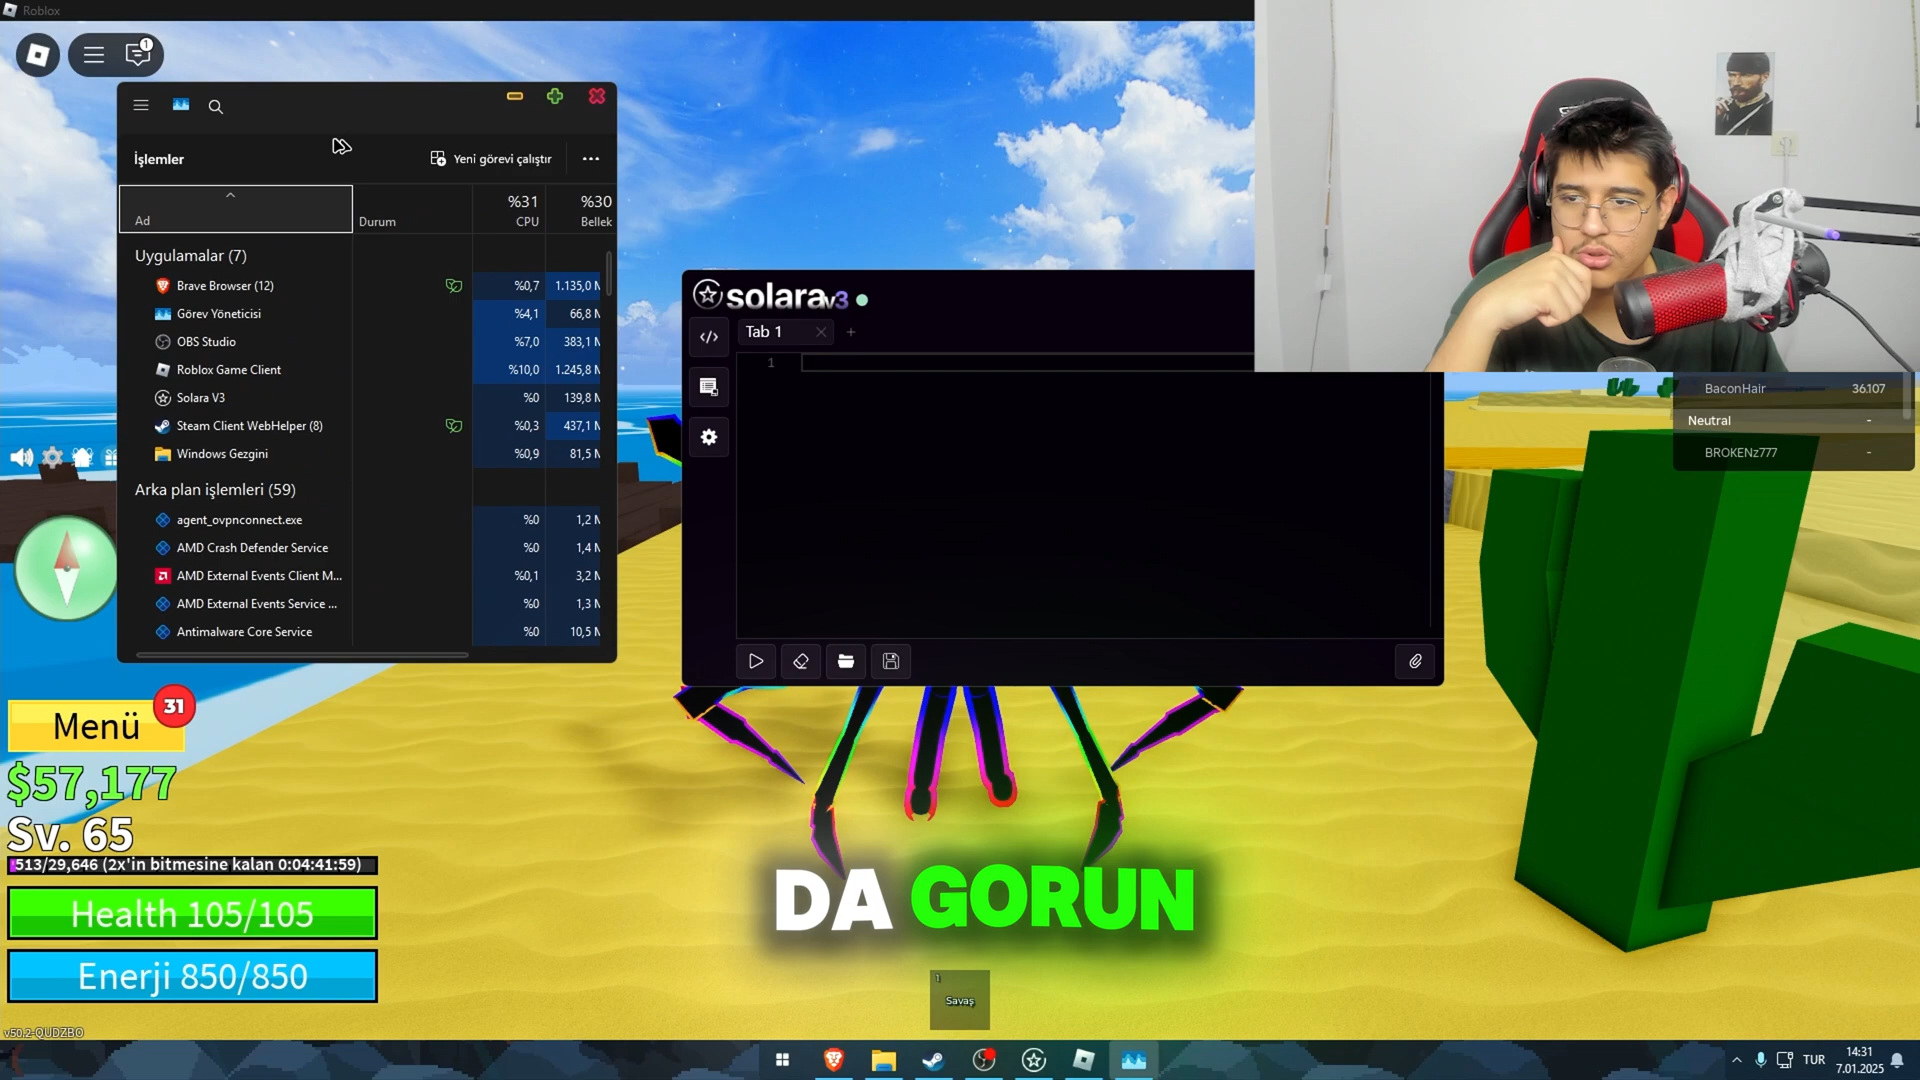 Roblox
1
İşlemler
Yeni görevi çalıştır
Ad
Durum
%31
CPU
%30
Bellek
Uygulamalar (7)
Brave Browser (12) %0,7 1.135,0 M
Görev Yöneticisi %4,1 66,8 M
OBS Studio %7,0 383,1 M
Roblox Game Client %10,0 1.245,8 M
Solara V3 %0 139,8 M
Steam Client WebHelper (8) %0,3 437,1 M
Windows Gezgini %0,9 81,5 M
Arka plan işlemleri (59)
agent_ovpnconnect.exe %0 1,2 M
AMD Crash Defender Service %0 1,4 M
AMD External Events Client M... %0,1 3,2 M
AMD External Events Service ... %0 1,3 M
Antimalware Core Service %0 10,5 M
solara v3
Tab 1
1
BaconHair 36.107
Neutral -
BROKENz777 -
Menü
31
$57,177
Sv. 65
513/29,646 (2x'in bitmesine kalan 0:04:41:59)
Health 105/105
Enerji 850/850
DA GORUN
1
Savaş
v50.2-QUDZBO
TUR
14:31
7.01.2025